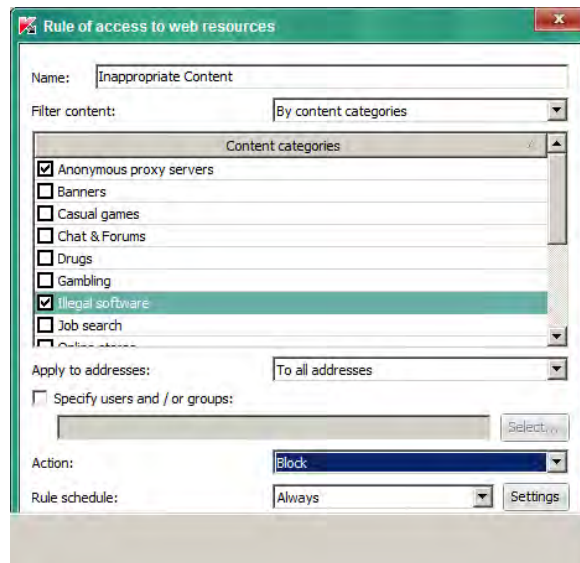 Rule of access to web resources
Name: Inappropriate Content
Filter content: By content categories
Content categories
Anonymous proxy servers
Banners
Casual games
Chat & Forums
Drugs
Gambling
Illegal software
Job search
Apply to addresses: To all addresses
Specify users and / or groups:
Select...
Action: Block
Rule schedule: Always Settings